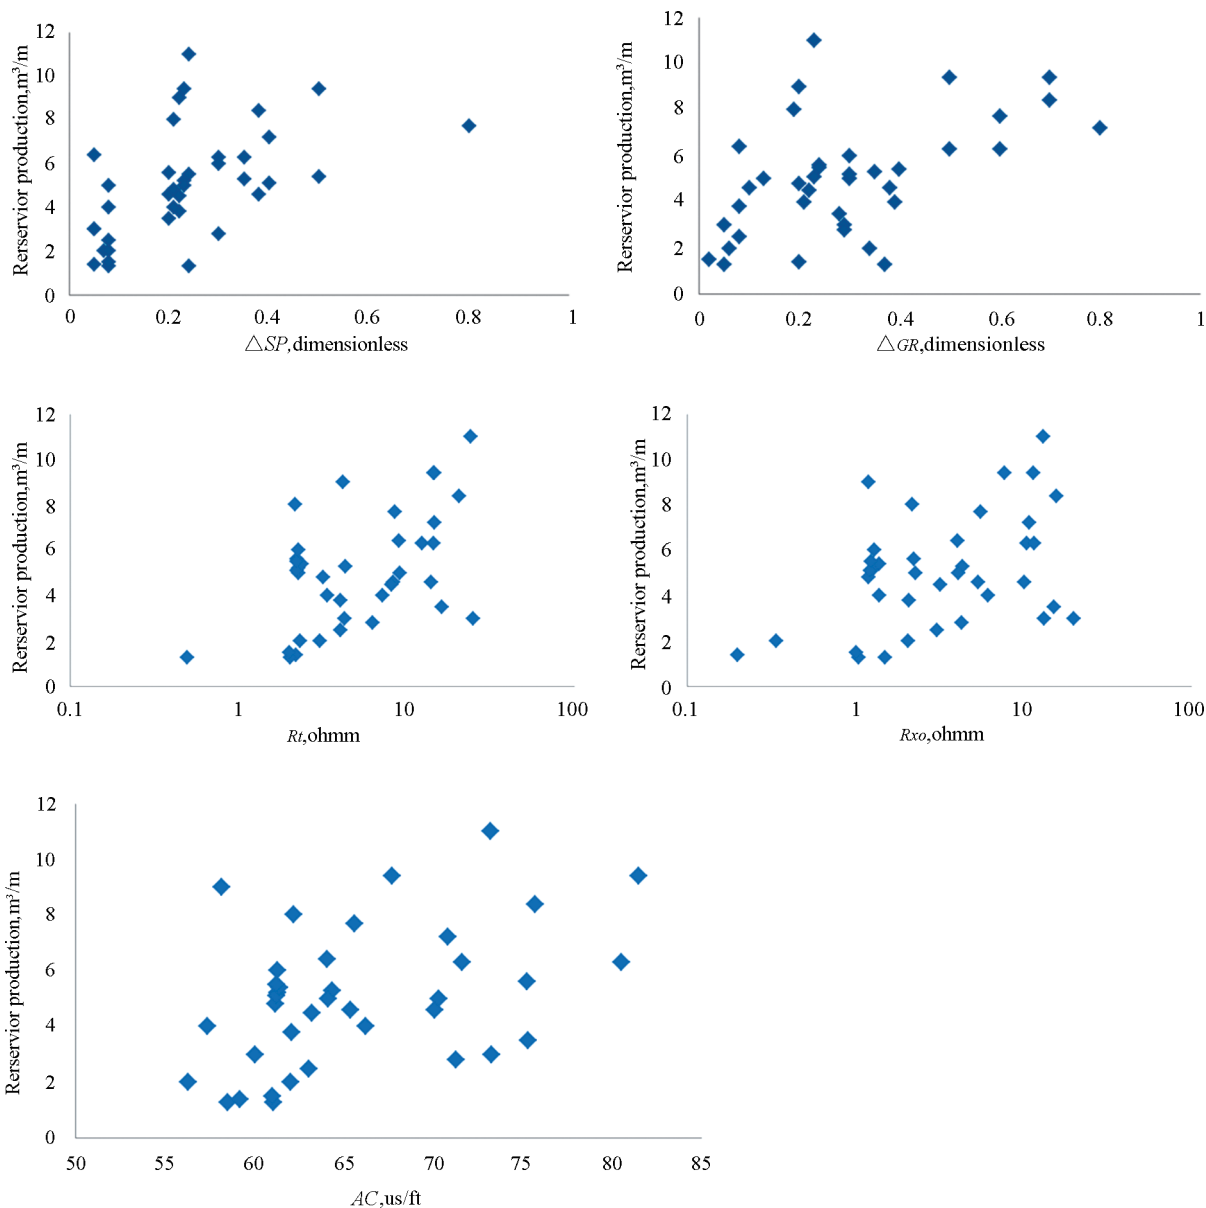 12
10
8
6
4
2
0
Rerservior production,m³/m
0 0.2 0.4 0.6 0.8 1
△SP,dimensionless
12
10
8
6
4
2
0
Rerservior production,m³/m
0 0.2 0.4 0.6 0.8 1
△GR,dimensionless
12
10
8
6
4
2
0
Rerservior production,m³/m
0.1 1 10 100
Rt,ohmm
12
10
8
6
4
2
0
Rerservior production,m³/m
0.1 1 10 100
Rxo,ohmm
12
10
8
6
4
2
0
Rerservior production,m³/m
50 55 60 65 70 75 80 85
AC,us/ft